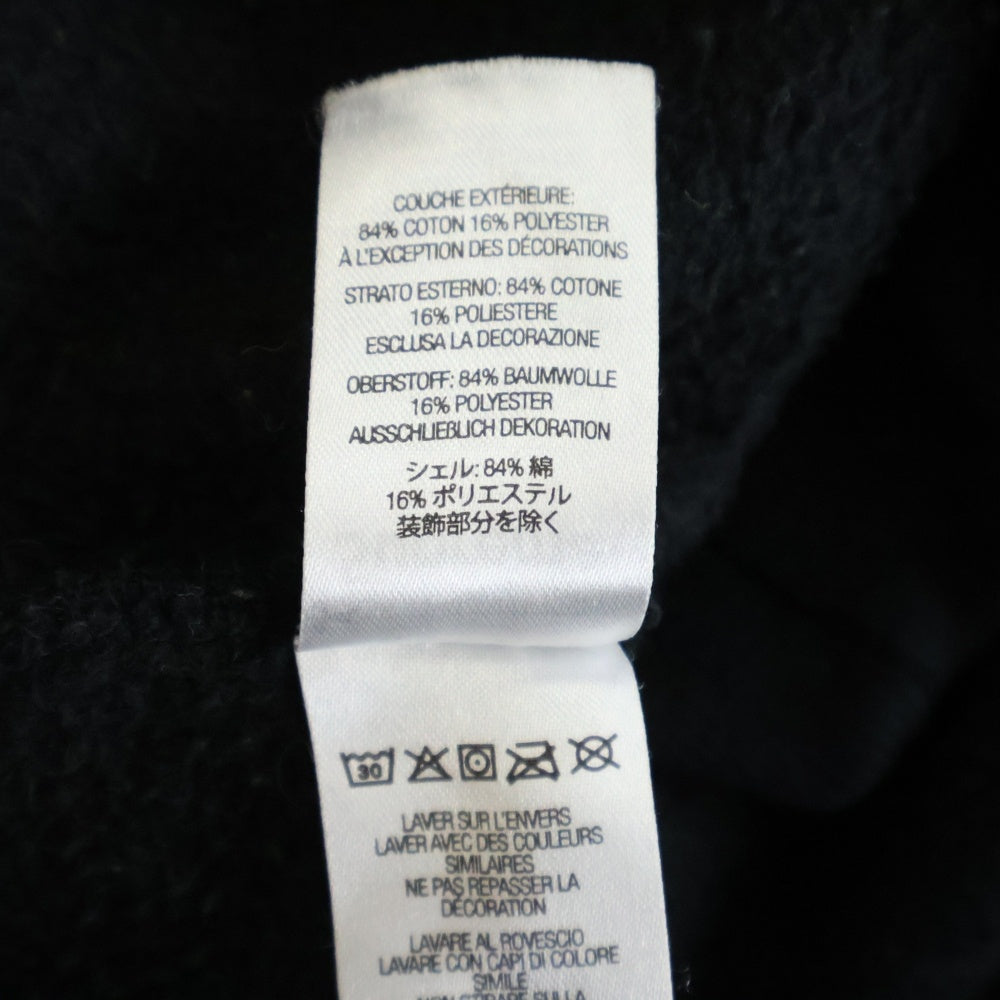 COUCHE EXTÉRIEURE:
84% COTON 16% POLYESTER
À L'EXCEPTION DES DÉCORATIONS
STRATO ESTERNO: 84% COTONE
16% POLIESTERE
ESCLUSA LA DECORAZIONE
OBERSTOFF: 84% BAUMWOLLE
16% POLYESTER
AUSSCHLIEßLICH DEKORATION
シェル: 84% 綿
16% ポリエステル
装飾部分を除く
30
LAVER SUR L'ENVERS
LAVER AVEC DES COULEURS
SIMILAIRES
NE PAS REPASSER LA
DÉCORATION
LAVARE AL ROVESCIO
LAVARE CON CAPI DI COLORE
SIMILE
NON STIRARE SULLA